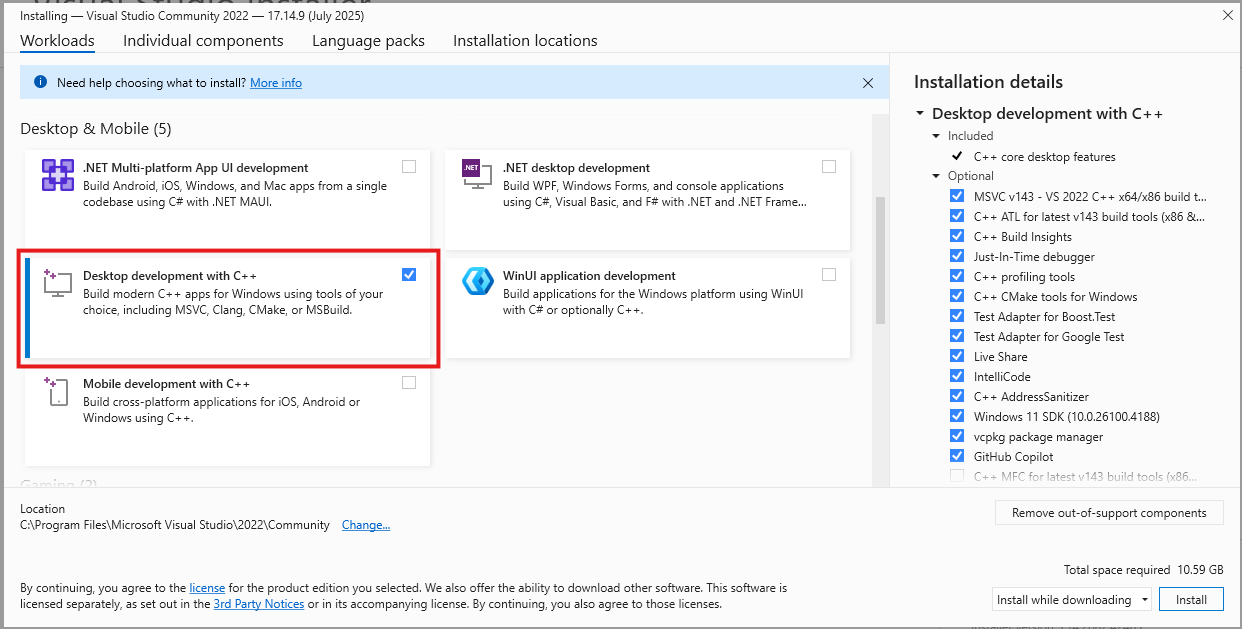 Installing — Visual Studio Community 2022 — 17.14.9 (July 2025)
Workloads
Individual components
Language packs
Installation locations
Need help choosing what to install? More info
Desktop & Mobile (5)
.NET Multi-platform App UI development
Build Android, iOS, Windows, and Mac apps from a single
codebase using C# with .NET MAUI.
.NET
.NET desktop development
Build WPF, Windows Forms, and console applications
using C#, Visual Basic, and F# with .NET and .NET Frame...
Desktop development with C++
Build modern C++ apps for Windows using tools of your
choice, including MSVC, Clang, CMake, or MSBuild.
WinUI application development
Build applications for the Windows platform using WinUI
with C# or optionally C++.
Mobile development with C++
Build cross-platform applications for iOS, Android or
Windows using C++.
Gaming (2)
Installation details
Desktop development with C++
Included
C++ core desktop features
Optional
MSVC v143 - VS 2022 C++ x64/x86 build t...
C++ ATL for latest v143 build tools (x86 &...
C++ Build Insights
Just-In-Time debugger
C++ profiling tools
C++ CMake tools for Windows
Test Adapter for Boost.Test
Test Adapter for Google Test
Live Share
IntelliCode
C++ AddressSanitizer
Windows 11 SDK (10.0.26100.4188)
vcpkg package manager
GitHub Copilot
C++ MFC for latest v143 build tools (x86...
Location
C:\Program Files\Microsoft Visual Studio\2022\Community Change...
Remove out-of-support components
By continuing, you agree to the license for the product edition you selected. We also offer the ability to download other software. This software is
licensed separately, as set out in the 3rd Party Notices or in its accompanying license. By continuing, you also agree to those licenses.
Total space required 10.59 GB
Install while downloading
Install